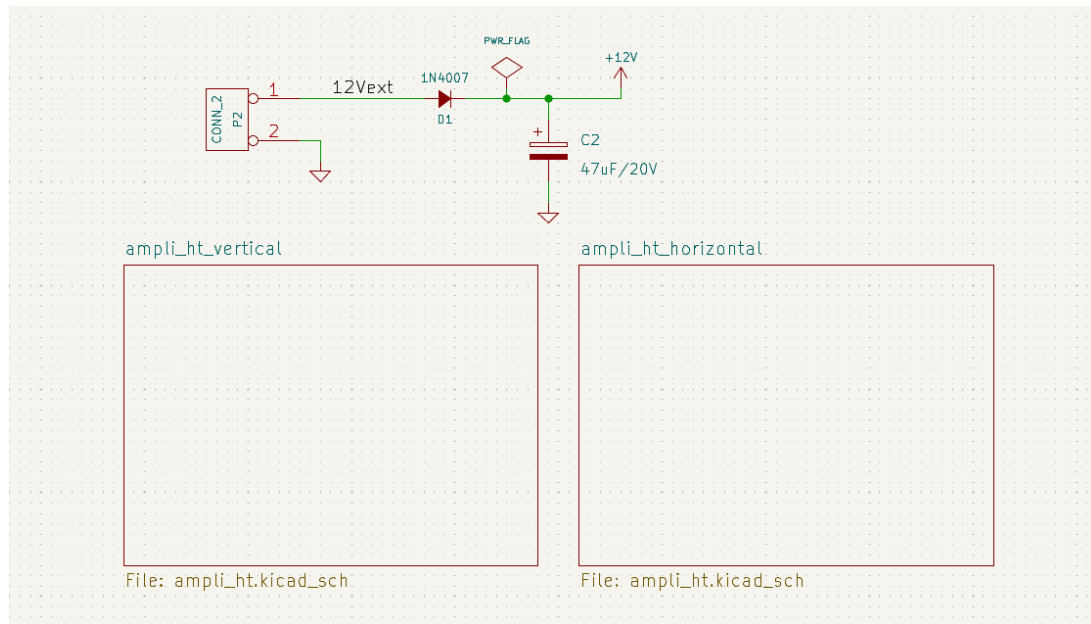 PWR_FLAG
+12V
1N4007
12Vext
1
CONN_2
P2
D1
2
+
C2
47uF/20V
ampli_ht_vertical
ampli_ht_horizontal
File: ampli_ht.kicad_sch
File: ampli_ht.kicad_sch